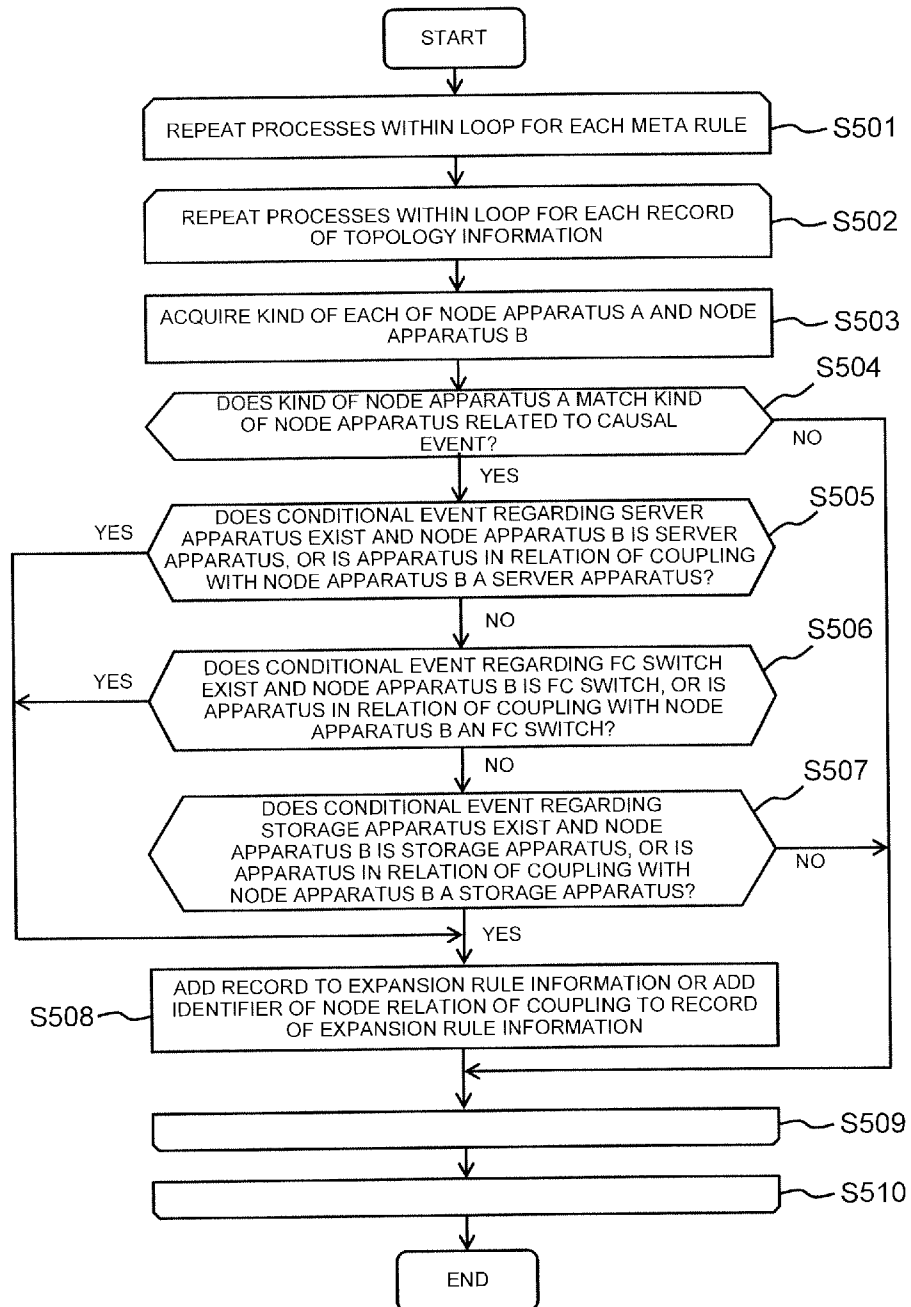 START
REPEAT PROCESSES WITHIN LOOP FOR EACH META RULE
S501
REPEAT PROCESSES WITHIN LOOP FOR EACH RECORD
OF TOPOLOGY INFORMATION
S502
ACQUIRE KIND OF EACH OF NODE APPARATUS A AND NODE
APPARATUS B
S503
S504
DOES KIND OF NODE APPARATUS A MATCH KIND
OF NODE APPARATUS RELATED TO CAUSAL
EVENT?
NO
YES
S505
YES
DOES CONDITIONAL EVENT REGARDING SERVER
APPARATUS EXIST AND NODE APPARATUS B IS SERVER
APPARATUS, OR IS APPARATUS IN RELATION OF COUPLING
WITH NODE APPARATUS B A SERVER APPARATUS?
NO
S506
YES
DOES CONDITIONAL EVENT REGARDING FC SWITCH
EXIST AND NODE APPARATUS B IS FC SWITCH, OR IS
APPARATUS IN RELATION OF COUPLING WITH NODE
APPARATUS B AN FC SWITCH?
NO
S507
DOES CONDITIONAL EVENT REGARDING
STORAGE APPARATUS EXIST AND NODE
APPARATUS B IS STORAGE APPARATUS, OR IS
APPARATUS IN RELATION OF COUPLING WITH
NODE APPARATUS B A STORAGE APPARATUS?
NO
YES
S508
ADD RECORD TO EXPANSION RULE INFORMATION OR ADD
IDENTIFIER OF NODE RELATION OF COUPLING TO RECORD
OF EXPANSION RULE INFORMATION
S509
S510
END